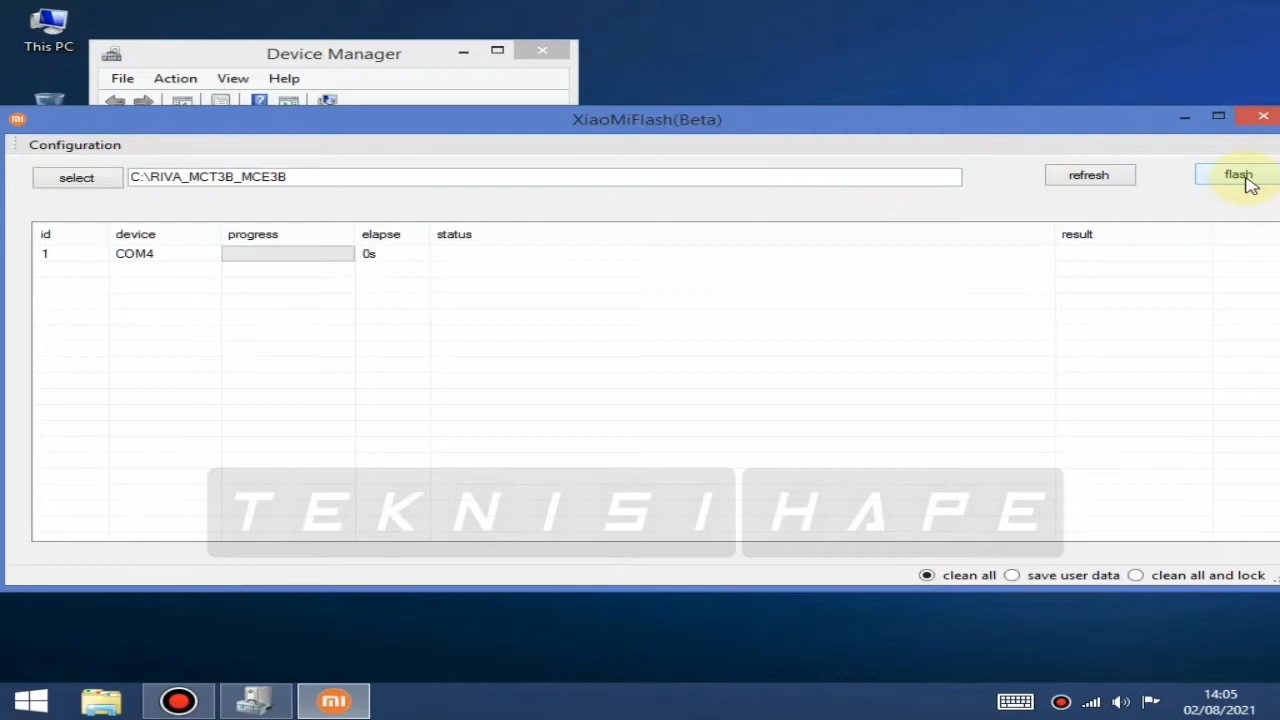 This PC
Device Manager
File Action View Help
mi XiaoMiFlash(Beta)
Configuration
select C:\RIVA_MCT3B_MCE3B refresh flash
id device progress elapse status result
1 COM4 0s
TEKNISI HAPE
clean all save user data clean all and lock
mi
14:05
02/08/2021